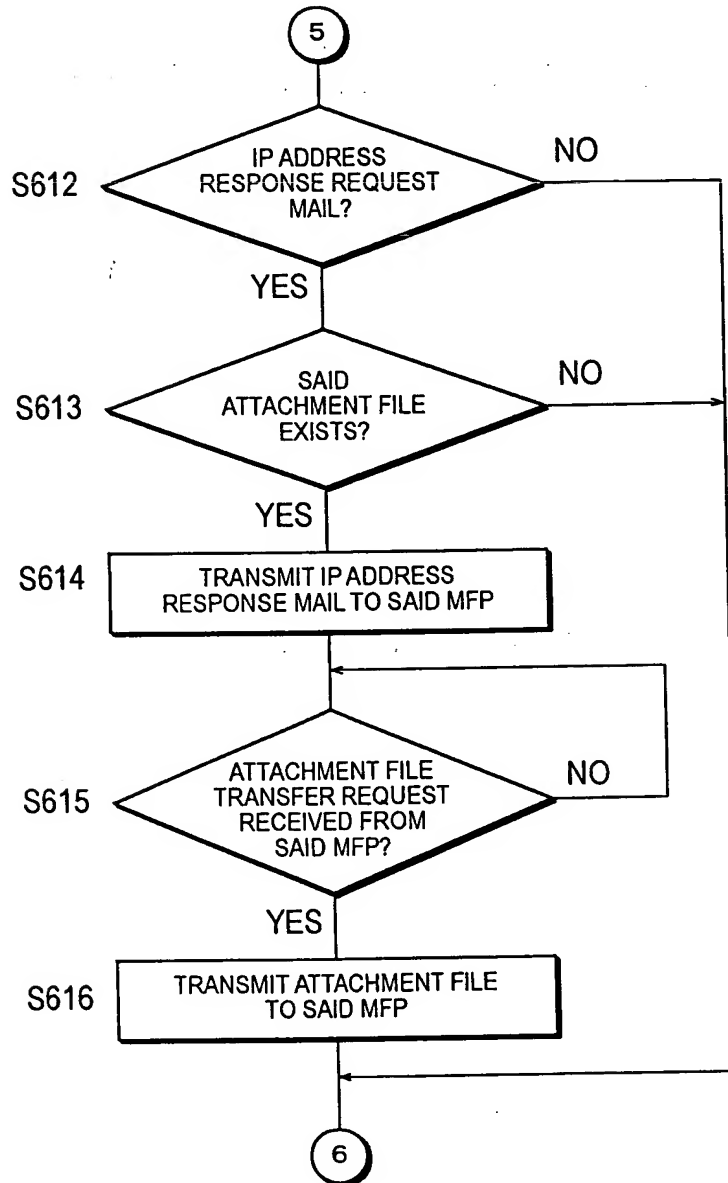 5
S612
IP ADDRESS
RESPONSE REQUEST
MAIL?
NO
YES
S613
SAID
ATTACHMENT FILE
EXISTS?
NO
YES
S614
TRANSMIT IP ADDRESS
RESPONSE MAIL TO SAID MFP
S615
ATTACHMENT FILE
TRANSFER REQUEST
RECEIVED FROM
SAID MFP?
NO
YES
S616
TRANSMIT ATTACHMENT FILE
TO SAID MFP
6